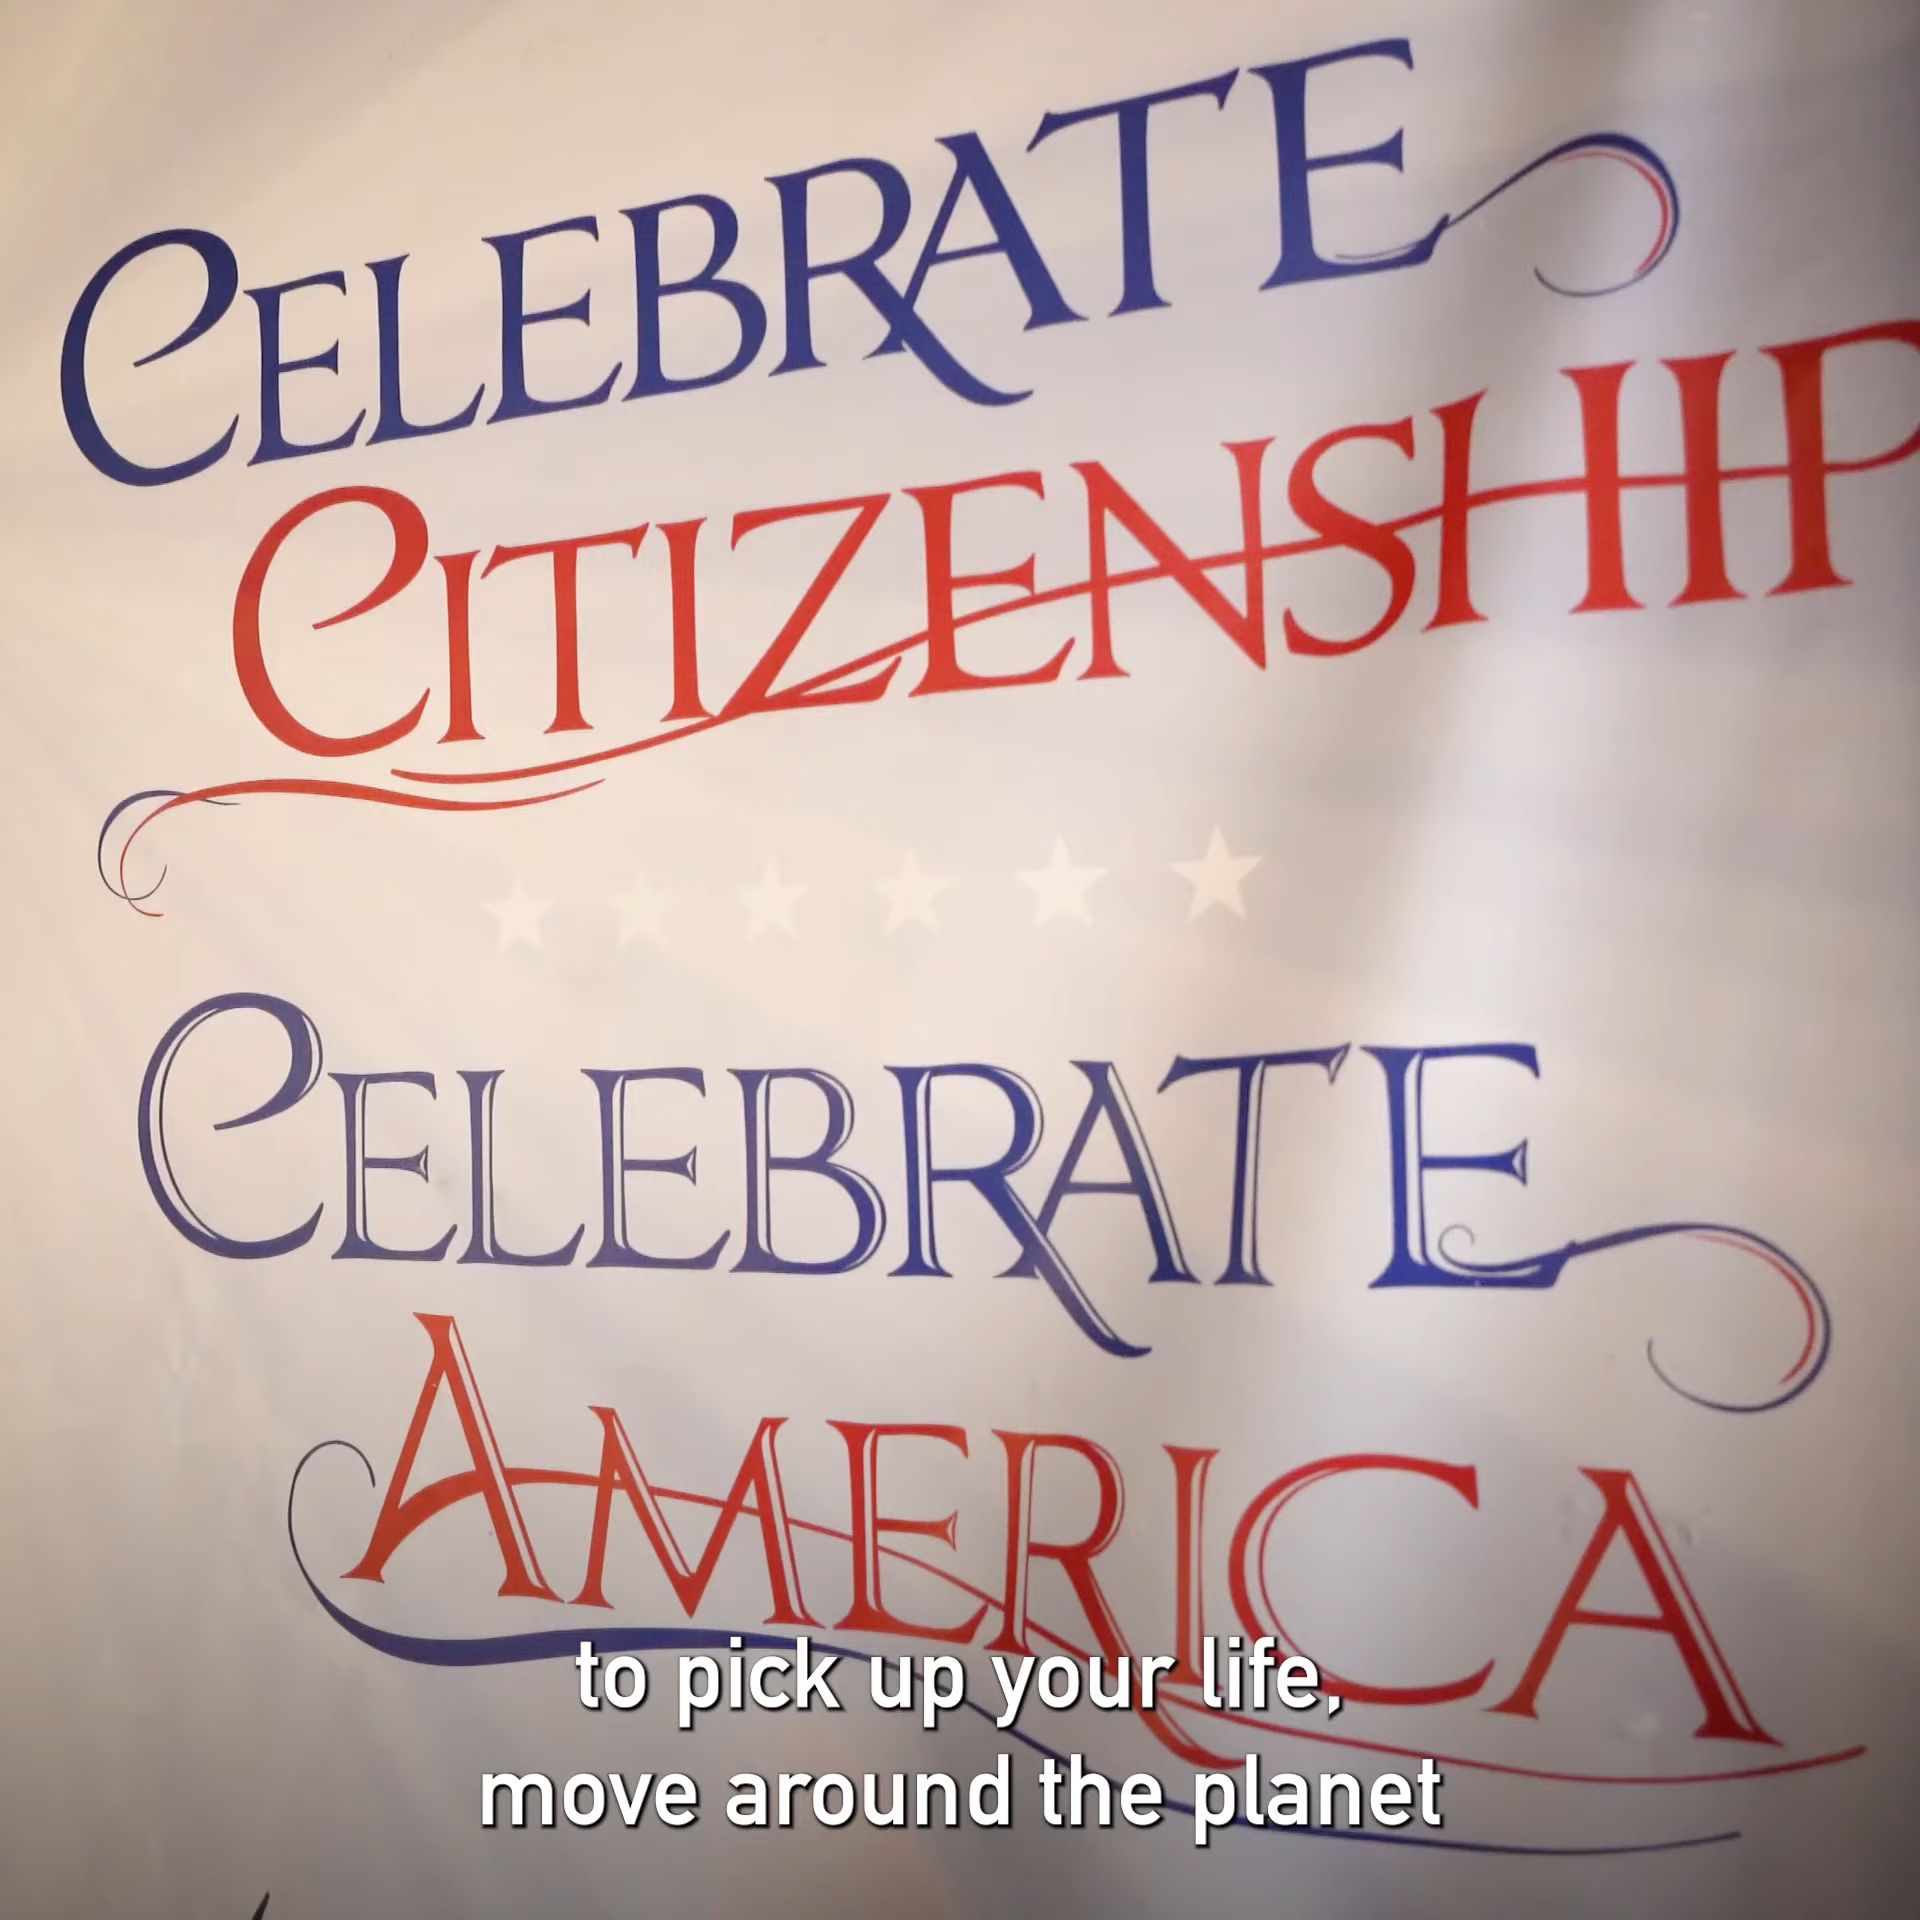 CELEBRATE
CITIZENSHIP
CELEBRATE
AMERICA
to pick up your life,
move around the planet